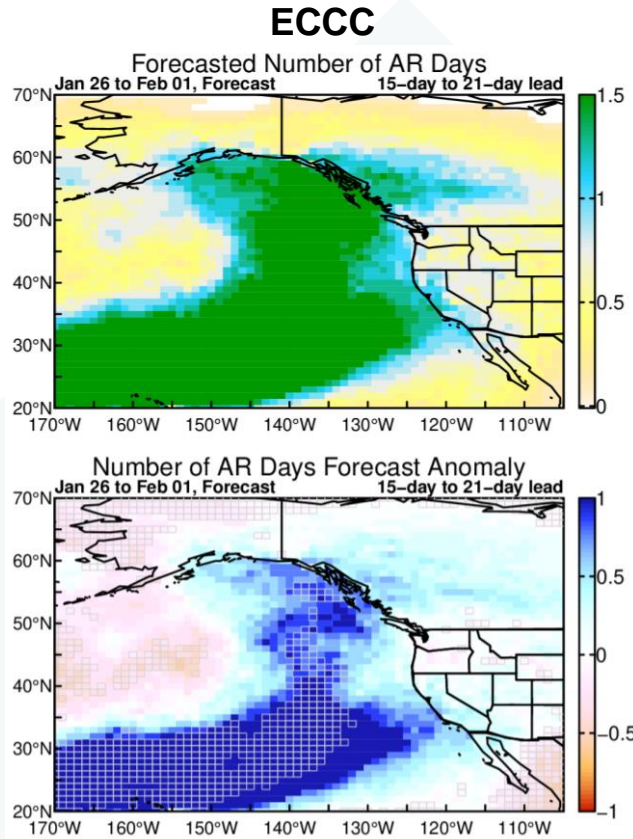 ECCC
Forecasted Number of AR Days
Jan 26 to Feb 01, Forecast 15−day to 21−day lead
70°N
60°N
50°N
40°N
30°N
20°N
170°W 160°W 150°W 140°W 130°W 120°W 110°W
1.5
1
0.5
0
Number of AR Days Forecast Anomaly
Jan 26 to Feb 01, Forecast 15−day to 21−day lead
70°N
60°N
50°N
40°N
30°N
20°N
170°W 160°W 150°W 140°W 130°W 120°W 110°W
1
0.5
0
−0.5
−1